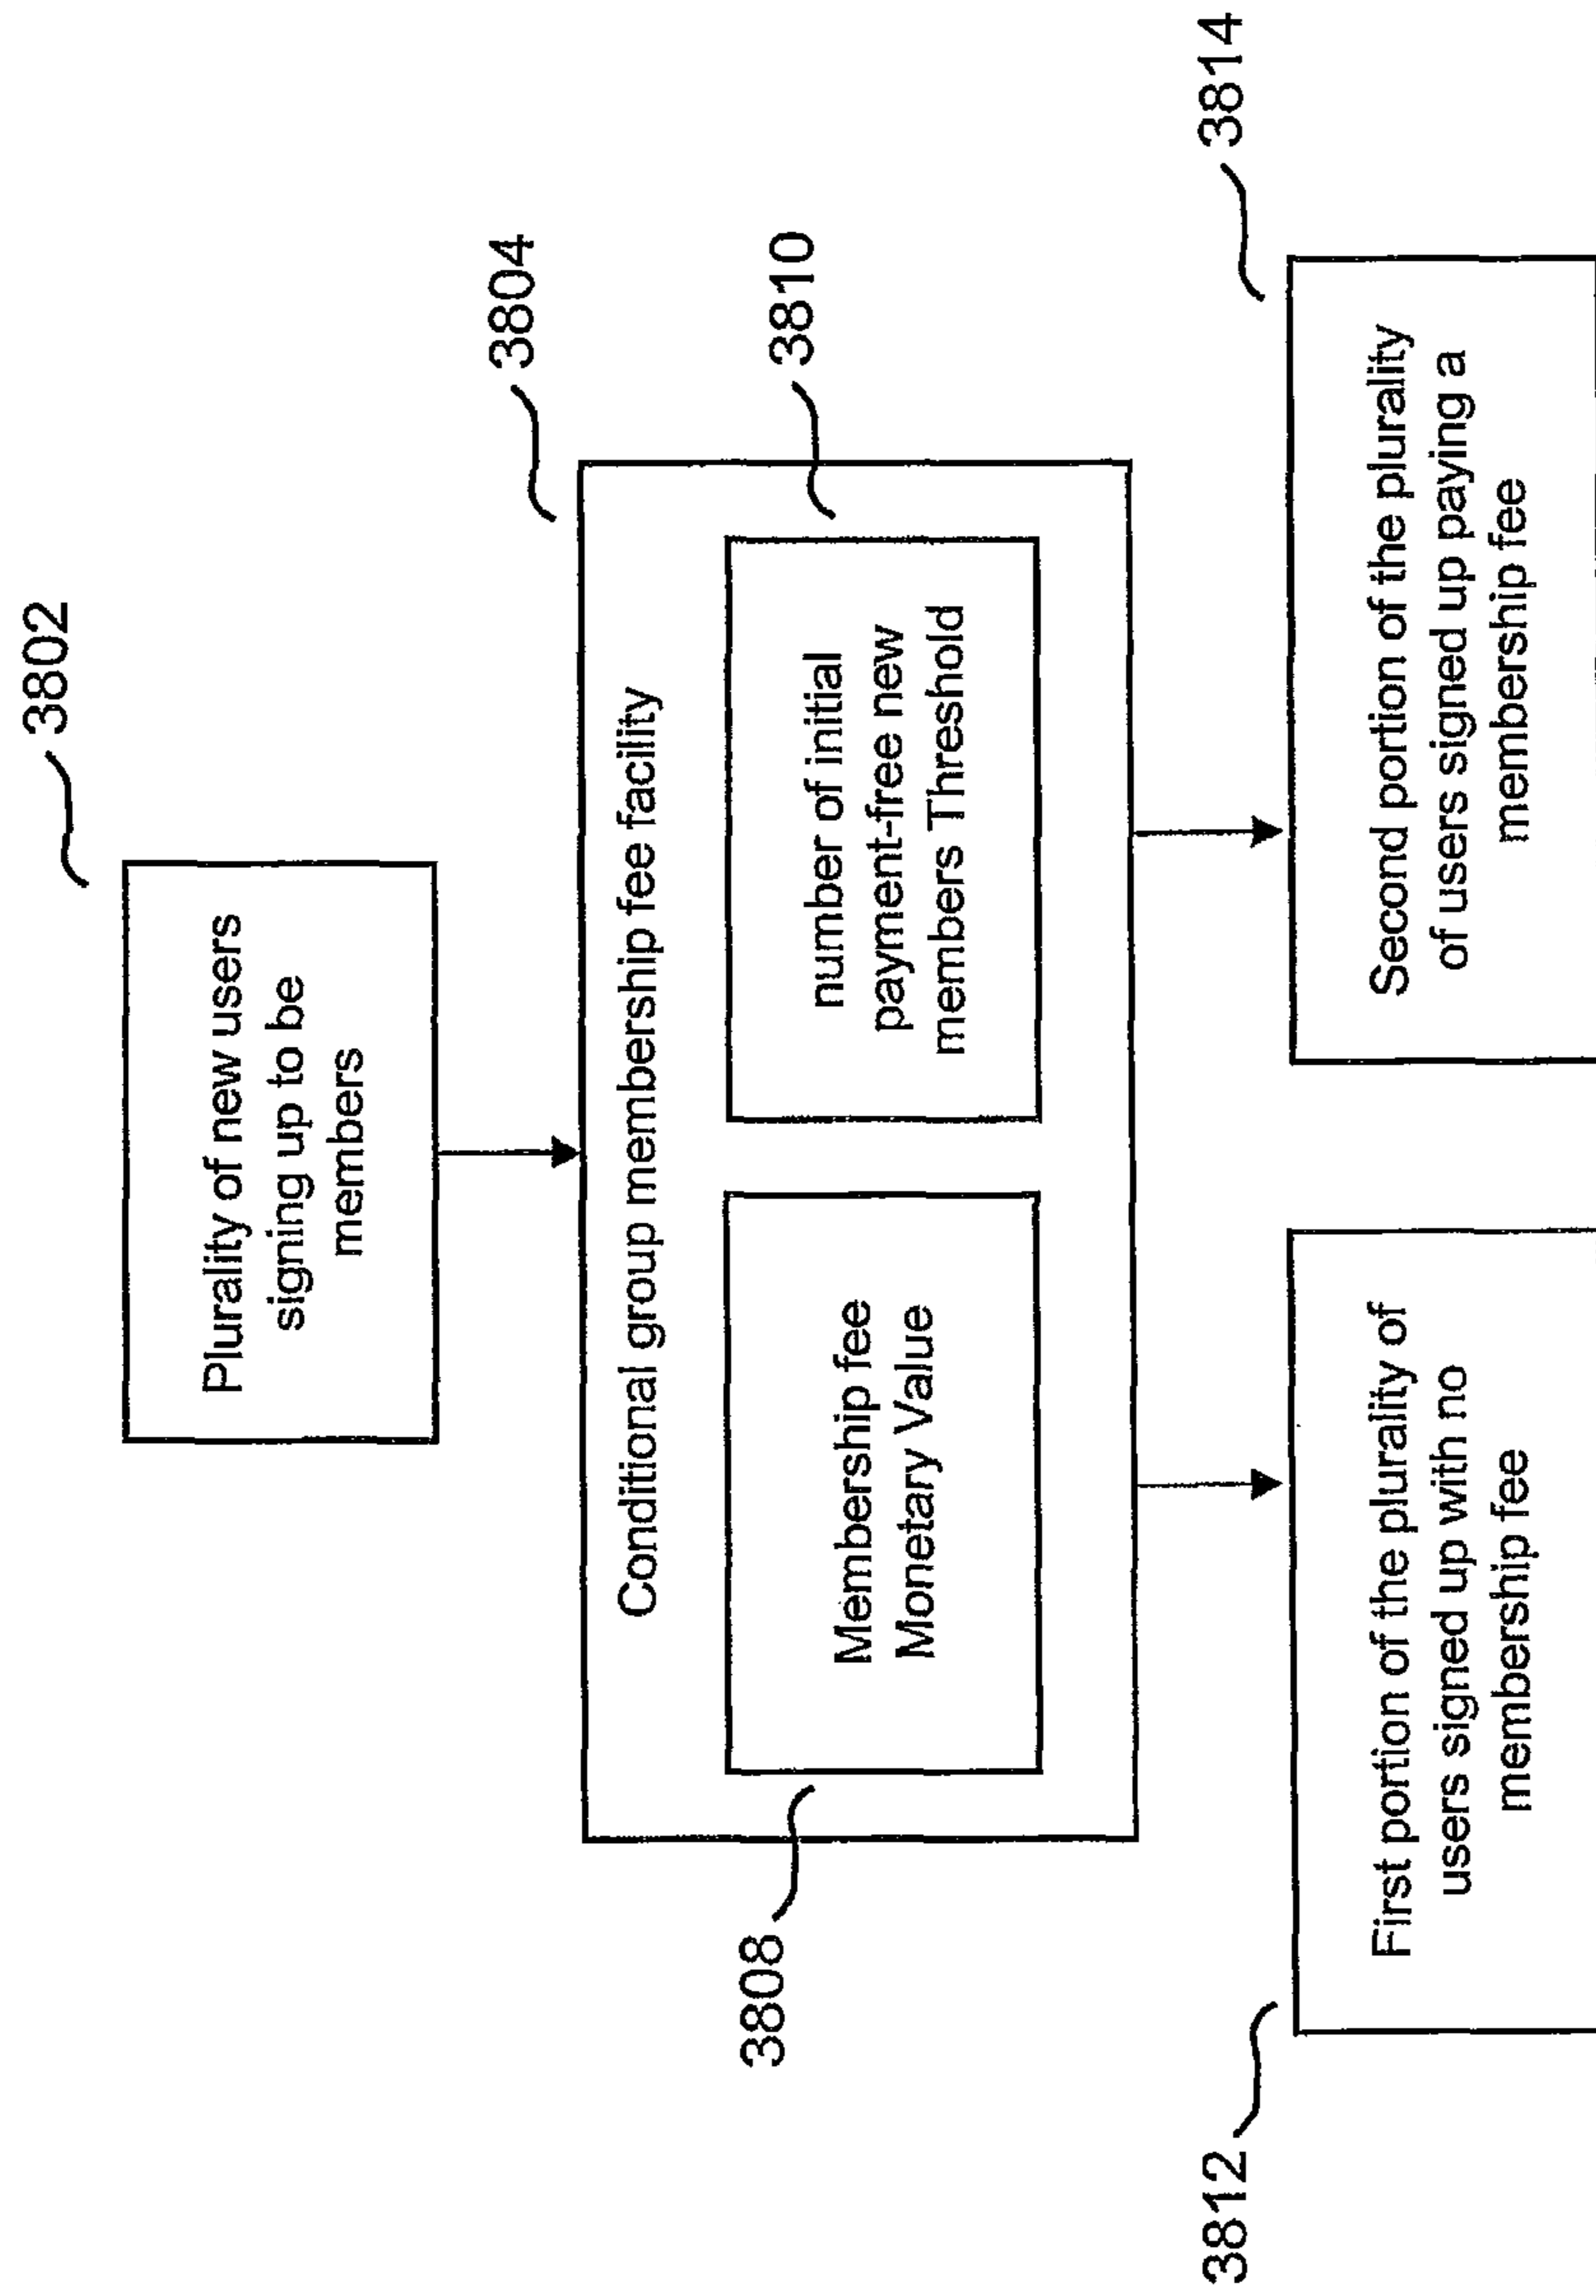 3802
Plurality of new users
signing up to be
members
3804
Conditional group membership fee facility
3808
Membership fee
Monetary Value
3810
number of initial
payment-free new
members Threshold
3812
First portion of the plurality of
users signed up with no
membership fee
3814
Second portion of the plurality
of users signed up paying a
membership fee